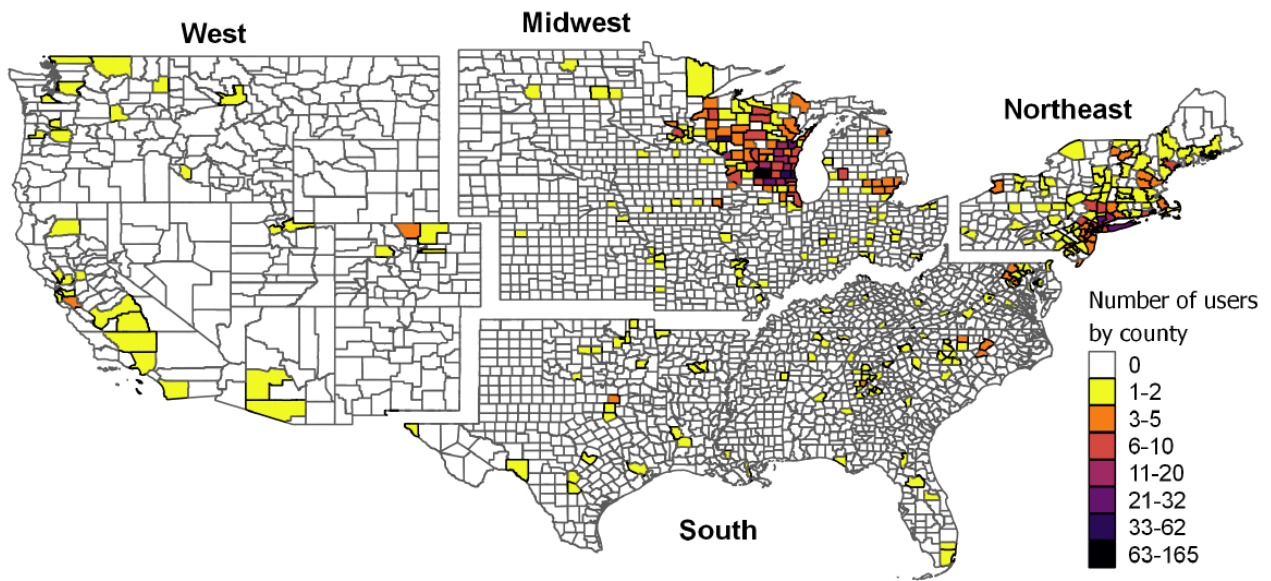 West
Midwest
Northeast
South
Number of users
by county
0
1-2
3-5
6-10
11-20
21-32
33-62
63-165